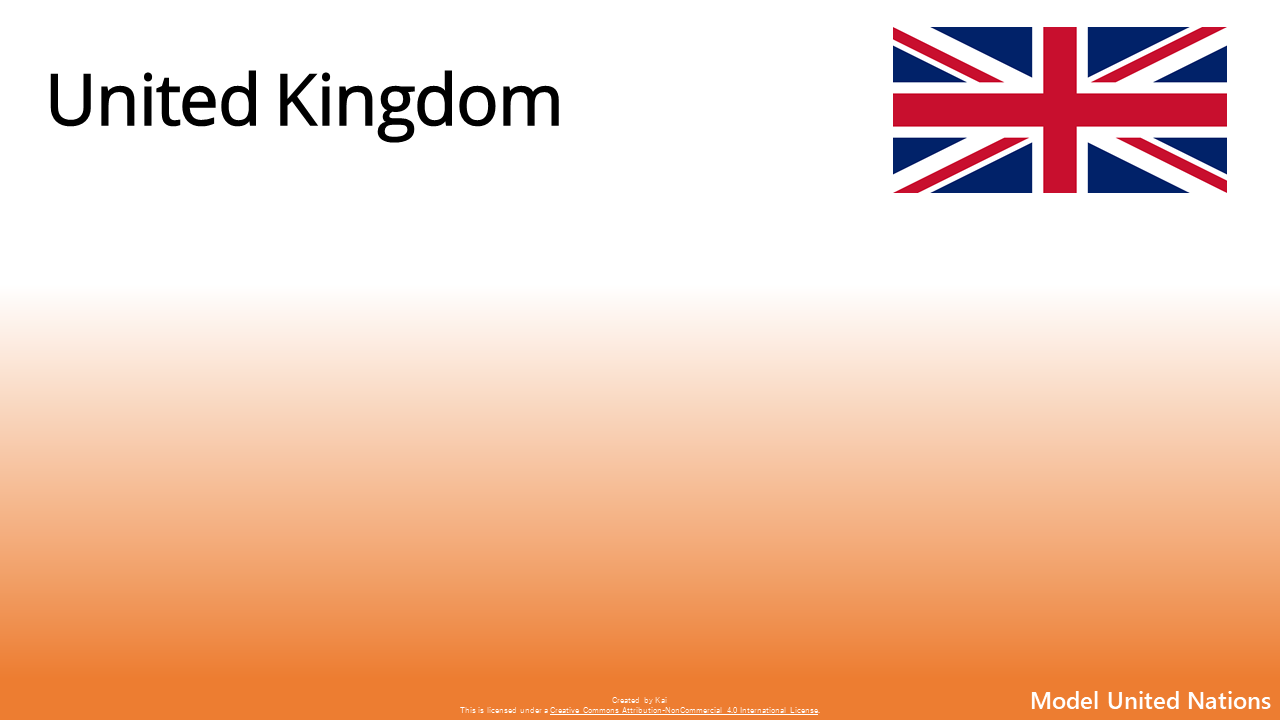 United Kingdom
Created by Kai
This is licensed under a Creative Commons Attribution-NonCommercial 4.0 International License.
Model United Nations